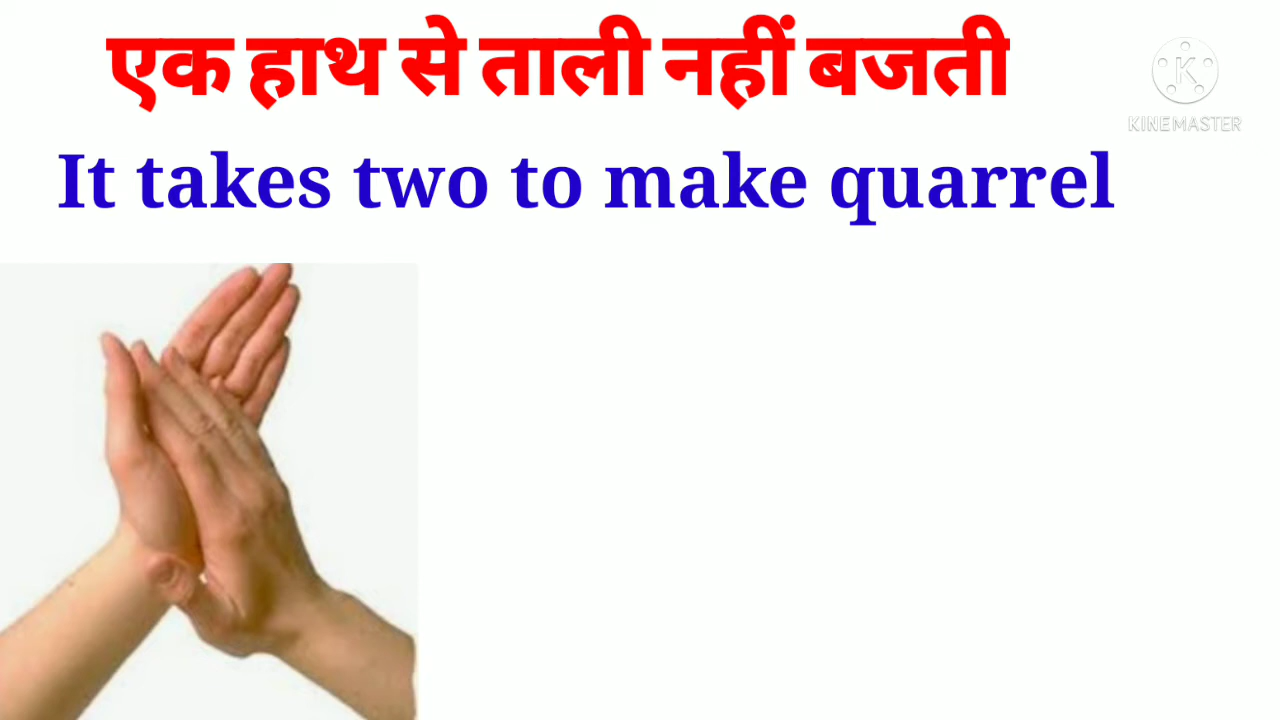 एक हाथ से ताली नहीं बजती
It takes two to make quarrel
K
KINEMASTER